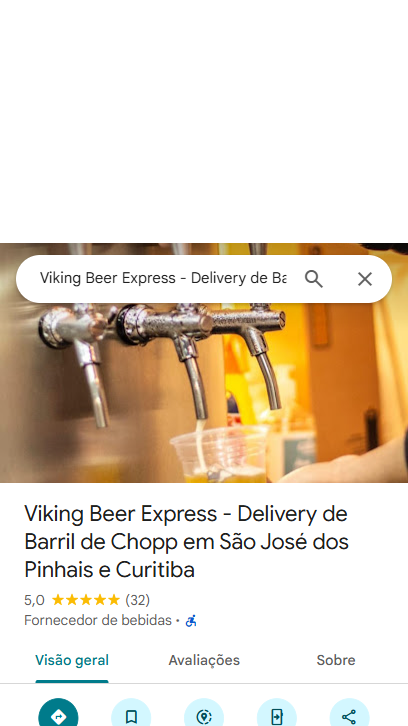 Viking Beer Express - Delivery de Ba
Viking Beer Express - Delivery de
Barril de Chopp em São José dos
Pinhais e Curitiba
5,0 (32)
Fornecedor de bebidas ·
Visão geral Avaliações Sobre